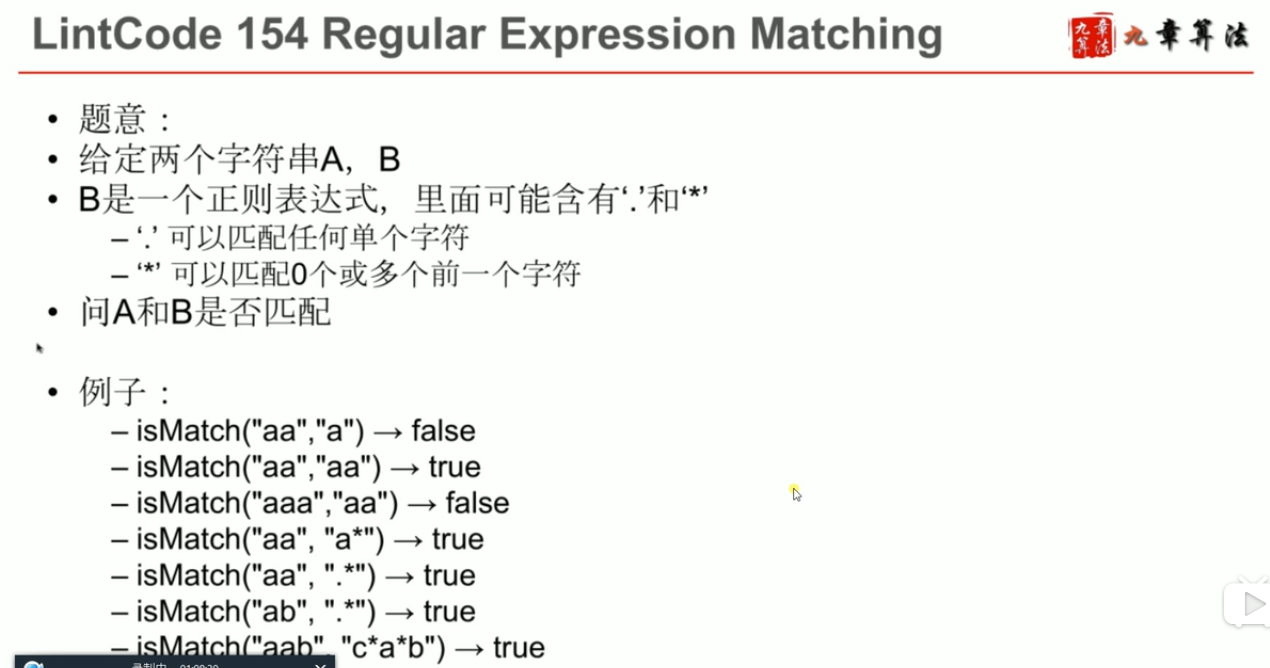 LintCode 154 Regular Expression Matching
九章算法 九章算法
• 题意：
• 给定两个字符串A，B
• B是一个正则表达式，里面可能含有‘.’和‘*’
– ‘.’ 可以匹配任何单个字符
– ‘*’ 可以匹配0个或多个前一个字符
• 问A和B是否匹配
• 例子：
– isMatch("aa","a") → false
– isMatch("aa","aa") → true
– isMatch("aaa","aa") → false
– isMatch("aa", "a*") → true
– isMatch("aa", ".*") → true
– isMatch("ab", ".*") → true
– isMatch("aab", "c*a*b") → true